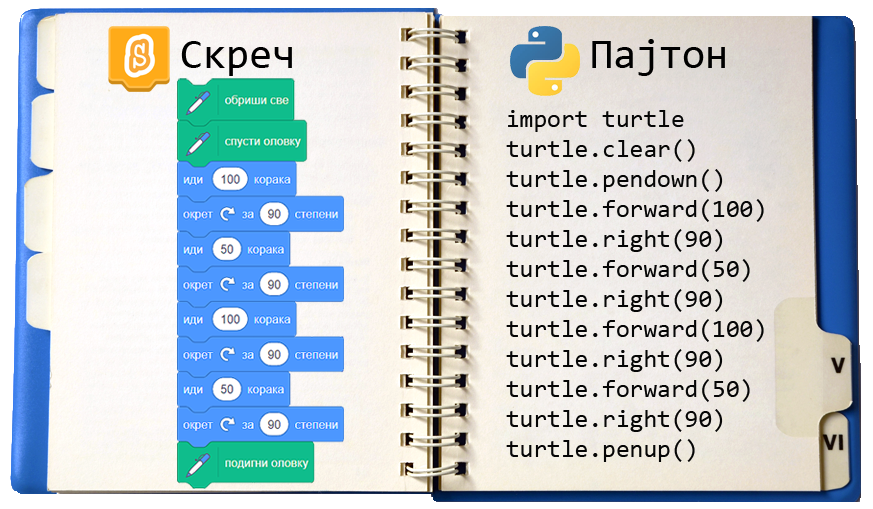 Скреч
обриши све
спусти оловку
иди 100 корака
окрет за 90 степени
иди 50 корака
окрет за 90 степени
иди 100 корака
окрет за 90 степени
иди 50 корака
окрет за 90 степени
подигни оловку
Пајтон
import turtle
turtle.clear()
turtle.pendown()
turtle.forward(100)
turtle.right(90)
turtle.forward(50)
turtle.right(90)
turtle.forward(100)
turtle.right(90)
turtle.forward(50)
turtle.right(90)
turtle.penup()
V
VI